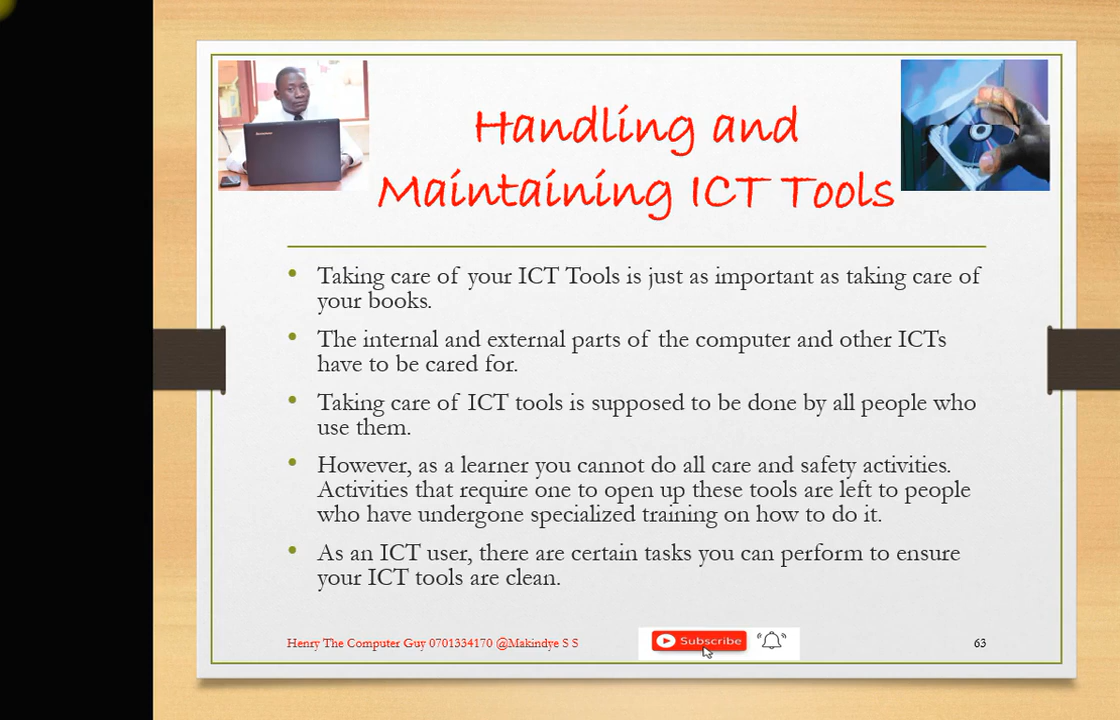 Handling and
Maintaining ICT Tools
• Taking care of your ICT Tools is just as important as taking care of
your books.
• The internal and external parts of the computer and other ICTs
have to be cared for.
• Taking care of ICT tools is supposed to be done by all people who
use them.
• However, as a learner you cannot do all care and safety activities.
Activities that require one to open up these tools are left to people
who have undergone specialized training on how to do it.
• As an ICT user, there are certain tasks you can perform to ensure
your ICT tools are clean.
Henry The Computer Guy 0701334170 @Makindye S S
Subscribe
63